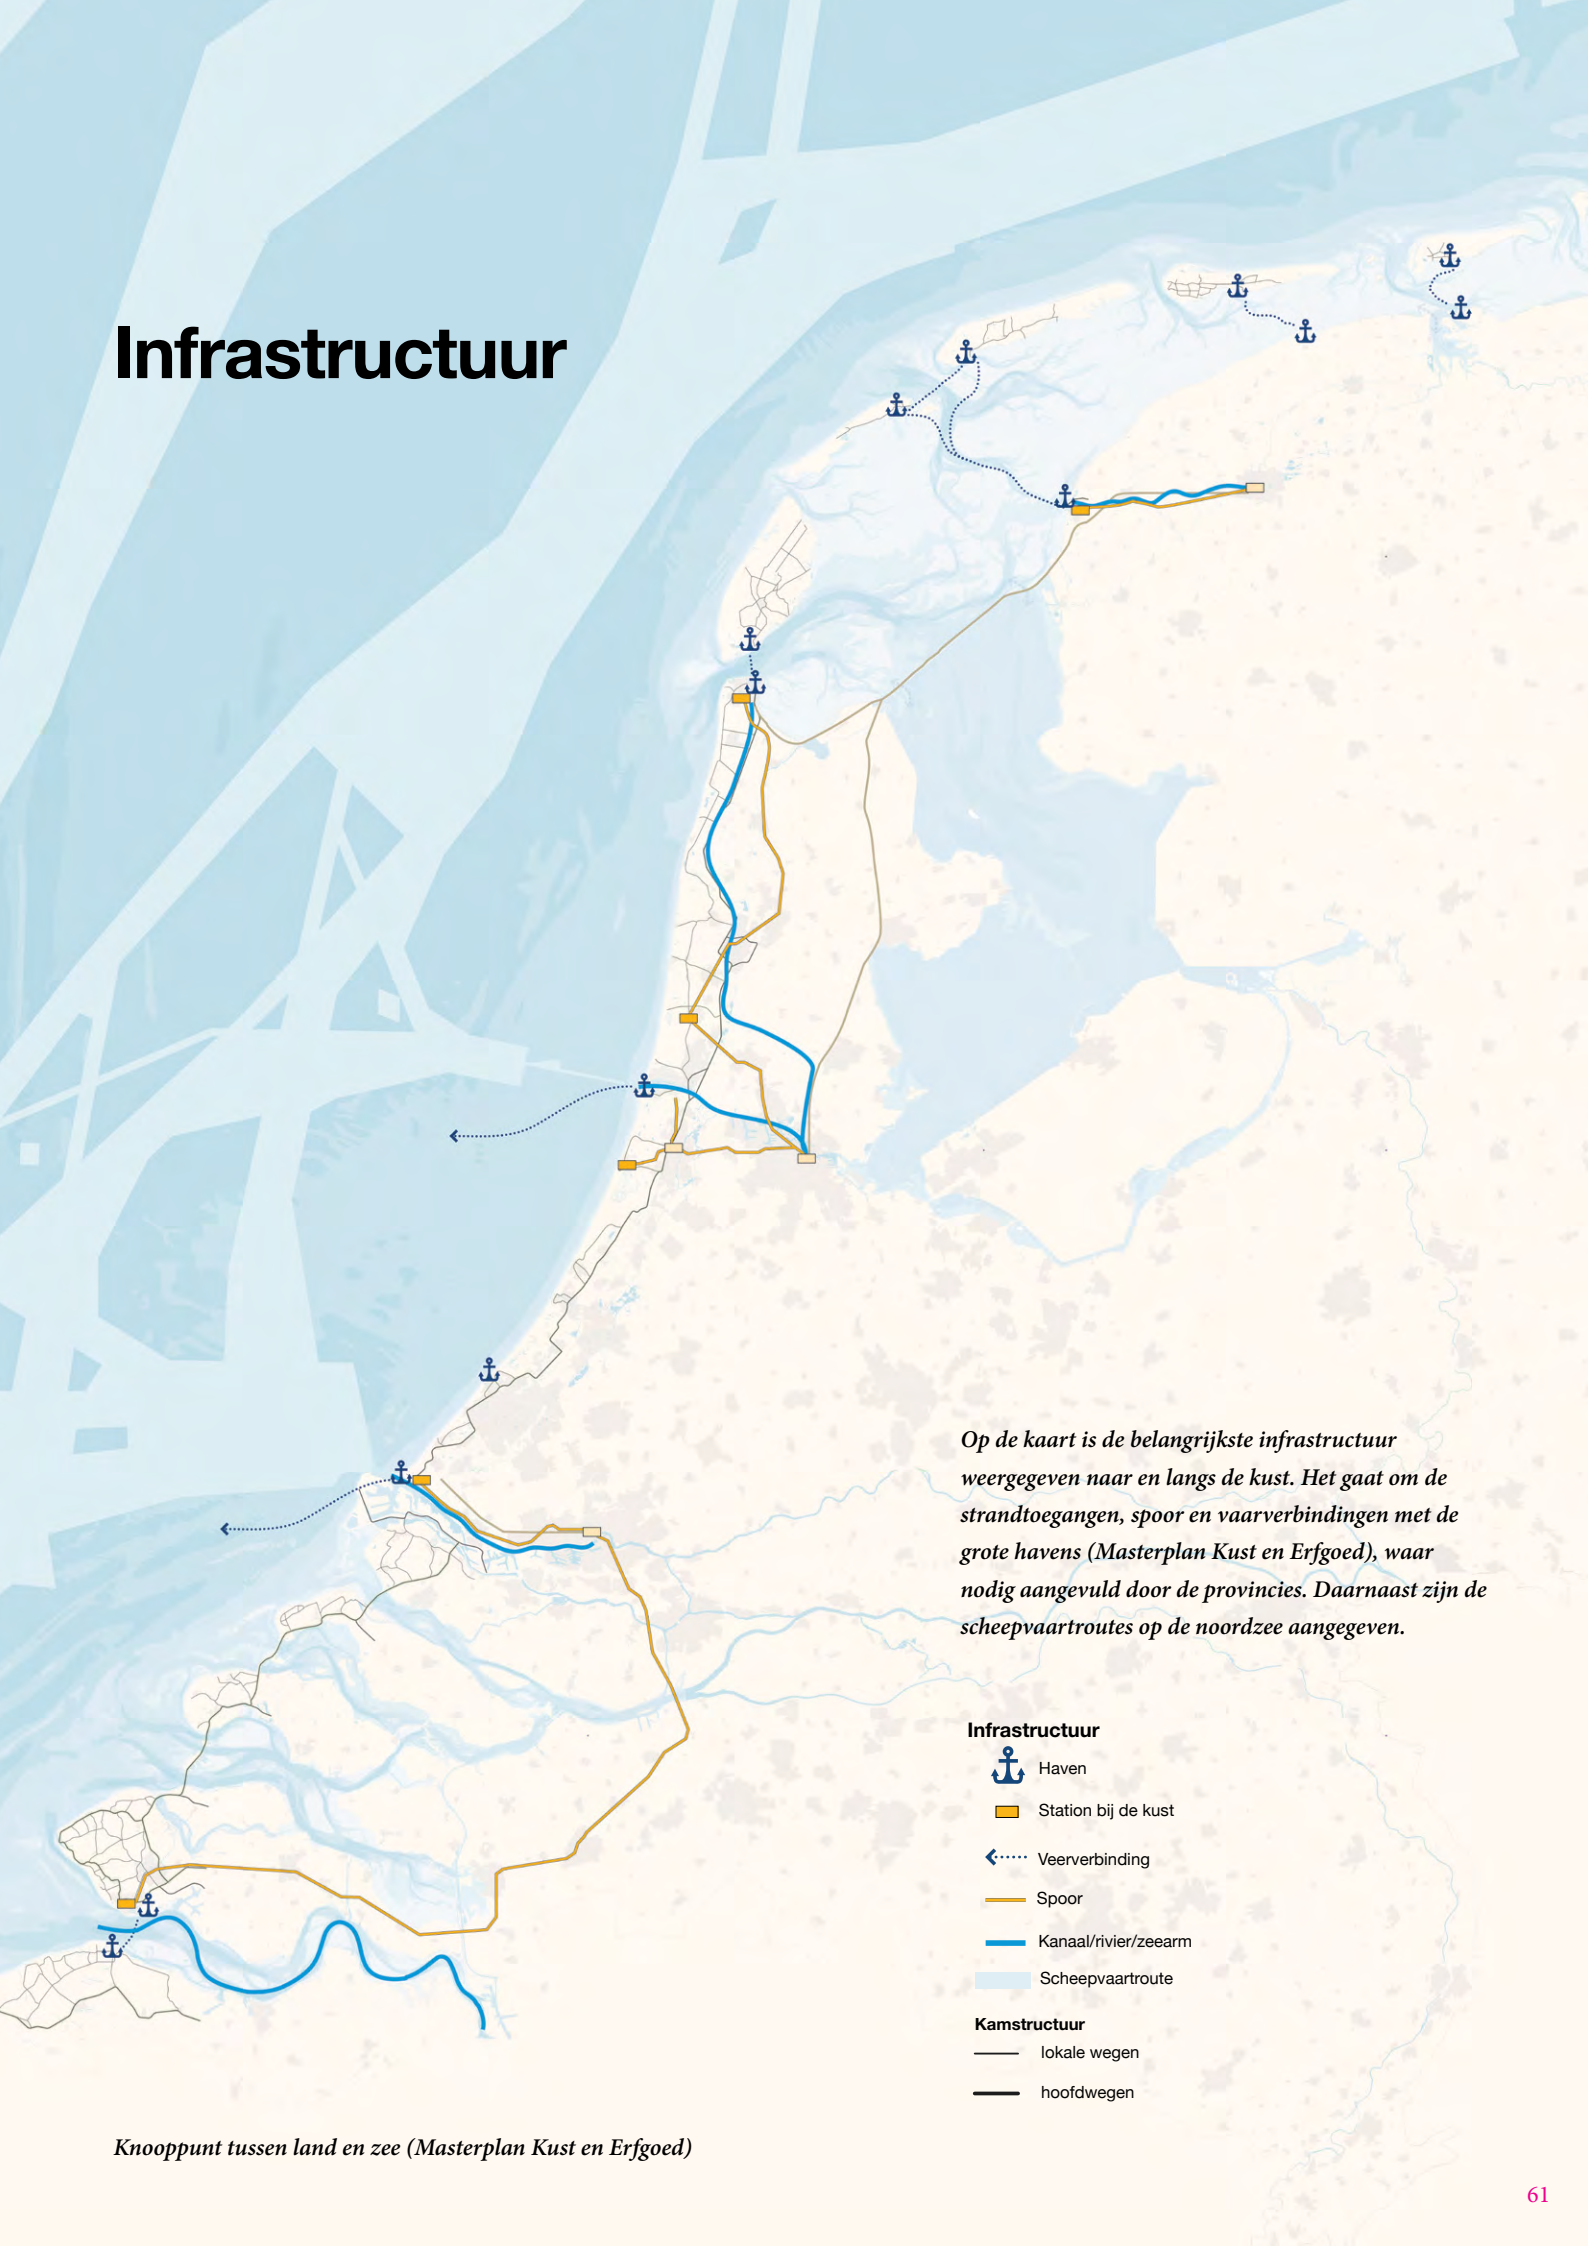 Infrastructuur
Op de kaart is de belangrijkste infrastructuur
weergegeven naar en langs de kust. Het gaat om de
strandtoegangen, spoor en vaarverbindingen met de
grote havens (Masterplan Kust en Erfgoed), waar
nodig aangevuld door de provincies. Daarnaast zijn de
scheepvaartroutes op de noordzee aangegeven.
Infrastructuur
Haven
Station bij de kust
Veerverbinding
Spoor
Kanaal/rivier/zeearm
Scheepvaartroute
Kamstructuur
lokale wegen
hoofdwegen
Knooppunt tussen land en zee (Masterplan Kust en Erfgoed)
61